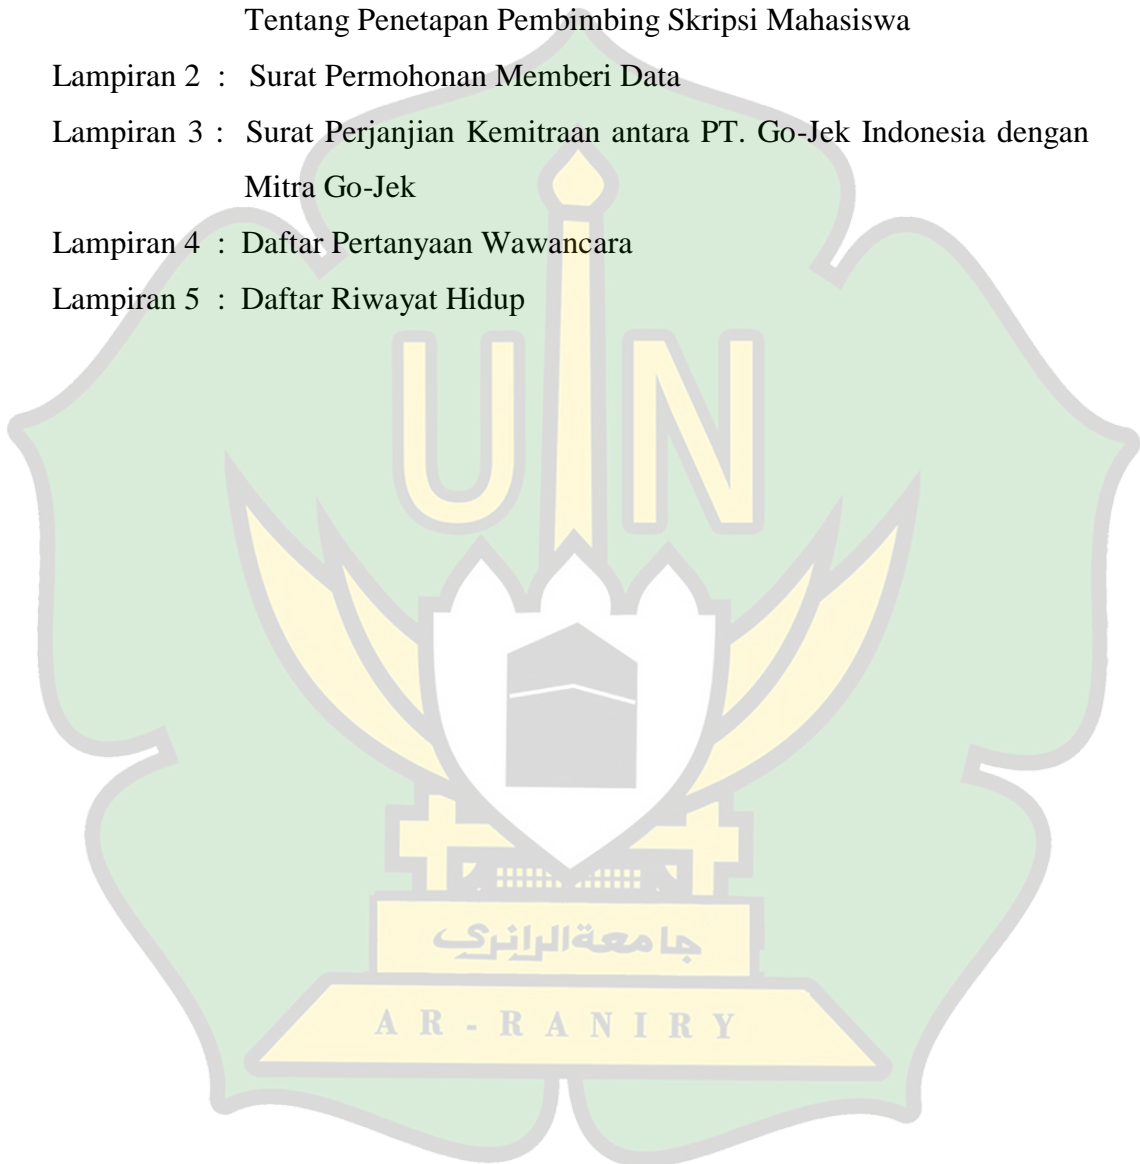 Tentang Penetapan Pembimbing Skripsi Mahasiswa
Lampiran 2 : Surat Permohonan Memberi Data
Lampiran 3 : Surat Perjanjian Kemitraan antara PT. Go-Jek Indonesia dengan
Mitra Go-Jek
Lampiran 4 : Daftar Pertanyaan Wawancara
Lampiran 5 : Daftar Riwayat Hidup
UIN
جامعة الرانري
AR-RANIRY